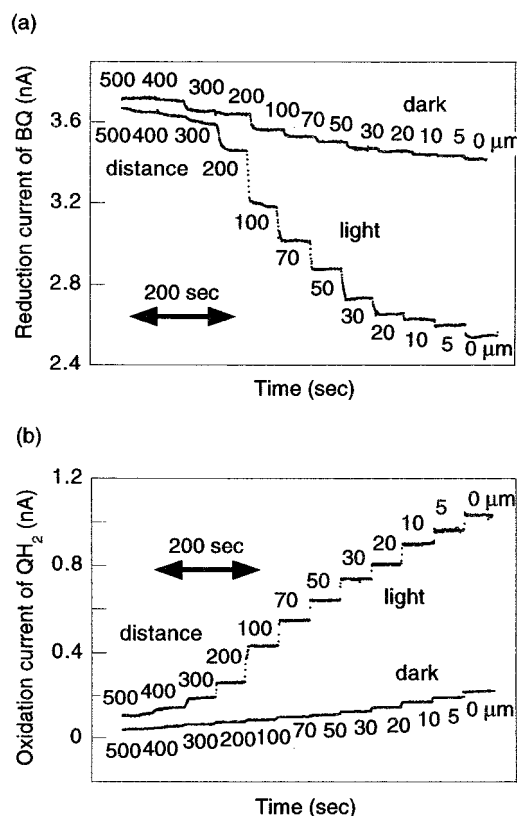 (a)
Reduction current of BQ (nA)
3.6
3.2
2.8
2.4
500 400 300 200 100 70 50 30 20 10 5 0 μm
dark
500 400 300 200 100 70 50 30 20 10 5 0 μm
distance
light
200 sec
Time (sec)
(b)
Oxidation current of QH2 (nA)
1.2
0.8
0.4
0
200 sec
distance
500 400 300 200 100 70 50 30 20 10 5 0 μm
light
dark
500 400 300 200 100 70 50 30 20 10 5 0 μm
Time (sec)